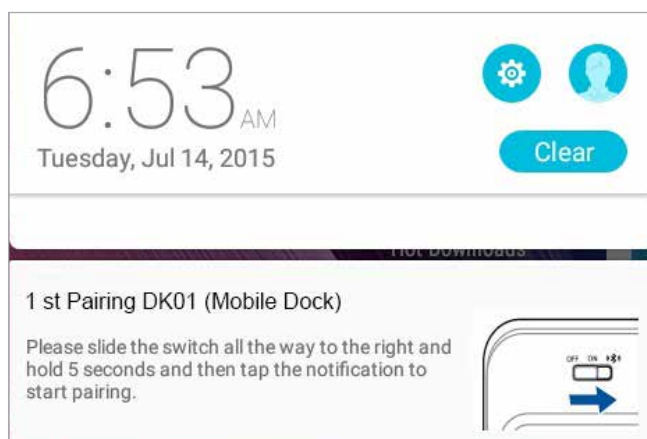 6:53 AM
Tuesday, Jul 14, 2015
Clear
Hot Downloads
1 st Pairing DK01 (Mobile Dock)
Please slide the switch all the way to the right and
hold 5 seconds and then tap the notification to
start pairing.
OFF ON